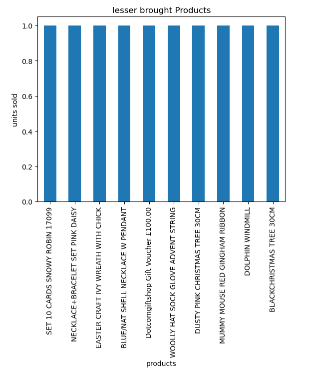 lesser brought Products
1.0
0.8
0.6
0.4
0.2
0.0
units sold
SET 10 CARDS SNOWY ROBIN 17099
NECKLACE+BRACELET SET PINK DAISY
EASTER CRAFT IVY WREATH WITH CHICK
BLUE/NAT SHELL NECKLACE W PENDANT
Dotcomgiftshop Gift Voucher £100.00
WOOLLY HAT SOCK GLOVE ADVENT STRING
DUSTY PINK CHRISTMAS TREE 30CM
MUMMY MOUSE RED GINGHAM RIBBON
DOLPHIN WINDMILL
BLACKCHRISTMAS TREE 30CM
products